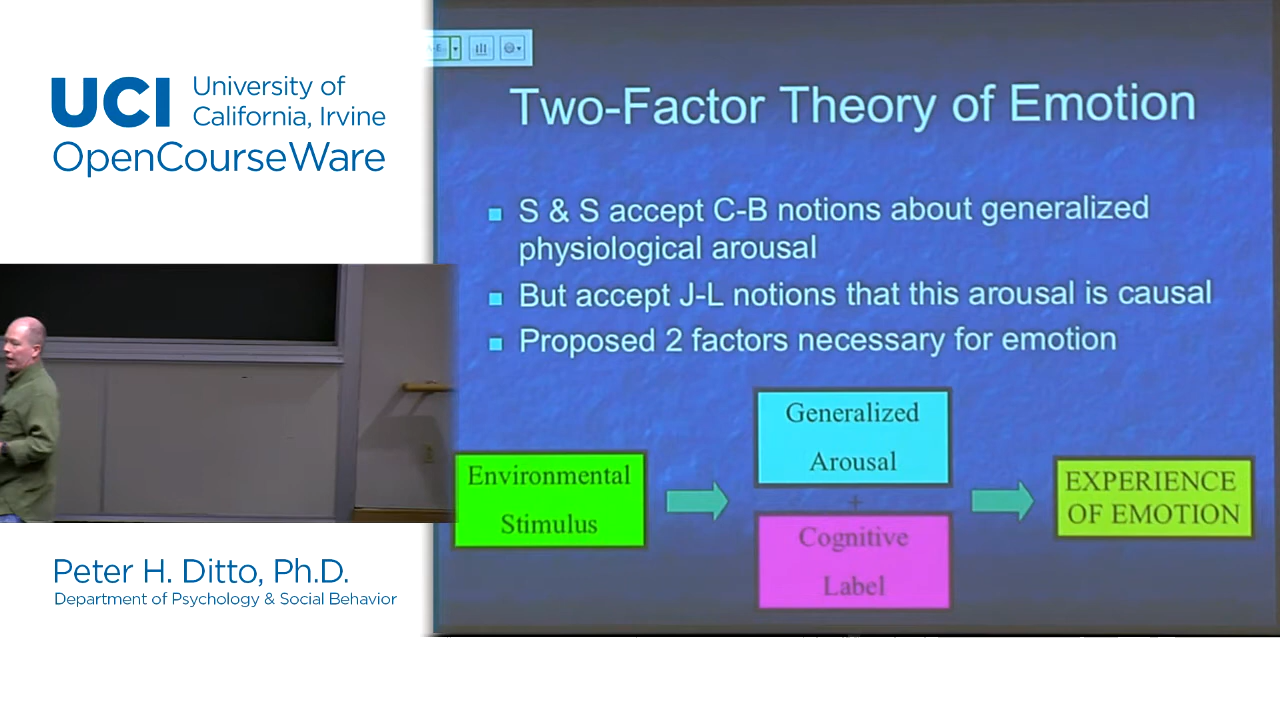 UCI University of
California, Irvine
OpenCourseWare
Two-Factor Theory of Emotion
S & S accept C-B notions about generalized
physiological arousal
But accept J-L notions that this arousal is causal
Proposed 2 factors necessary for emotion
Environmental
Stimulus
Generalized
Arousal
+
Cognitive
Label
EXPERIENCE
OF EMOTION
Peter H. Ditto, Ph.D.
Department of Psychology & Social Behavior